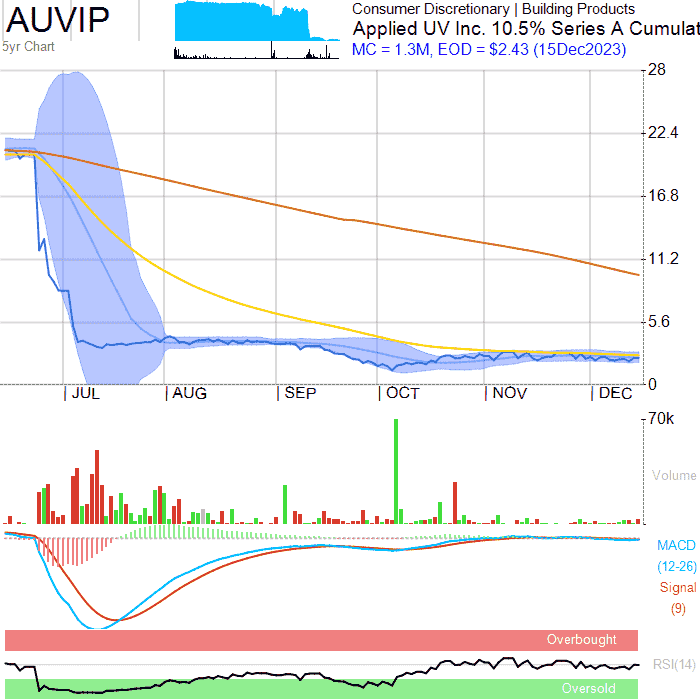 AUVIP
5yr Chart
Consumer Discretionary | Building Products
Applied UV Inc. 10.5% Series A Cumulat
MC = 1.3M, EOD = $2.43 (15Dec2023)
28
22.4
16.8
11.2
5.6
0
JUL AUG SEP OCT NOV DEC
70k
Volume
MACD
(12-26)
Signal
(9)
Overbought
RSI(14)
Oversold